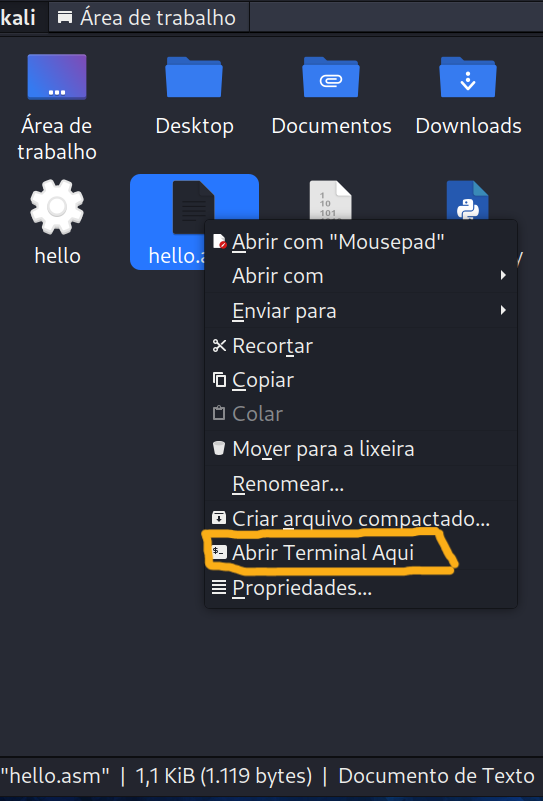 kali
Área de trabalho
Área de
trabalho
Desktop
Documentos
Downloads
hello
hello.a
1
10
101
y
Abrir com "Mousepad"
Abrir com
Enviar para
Recortar
Copiar
Colar
Mover para a lixeira
Renomear...
Criar arquivo compactado...
$_ Abrir Terminal Aqui
Propriedades...
"hello.asm" | 1,1 KiB (1.119 bytes) | Documento de Texto